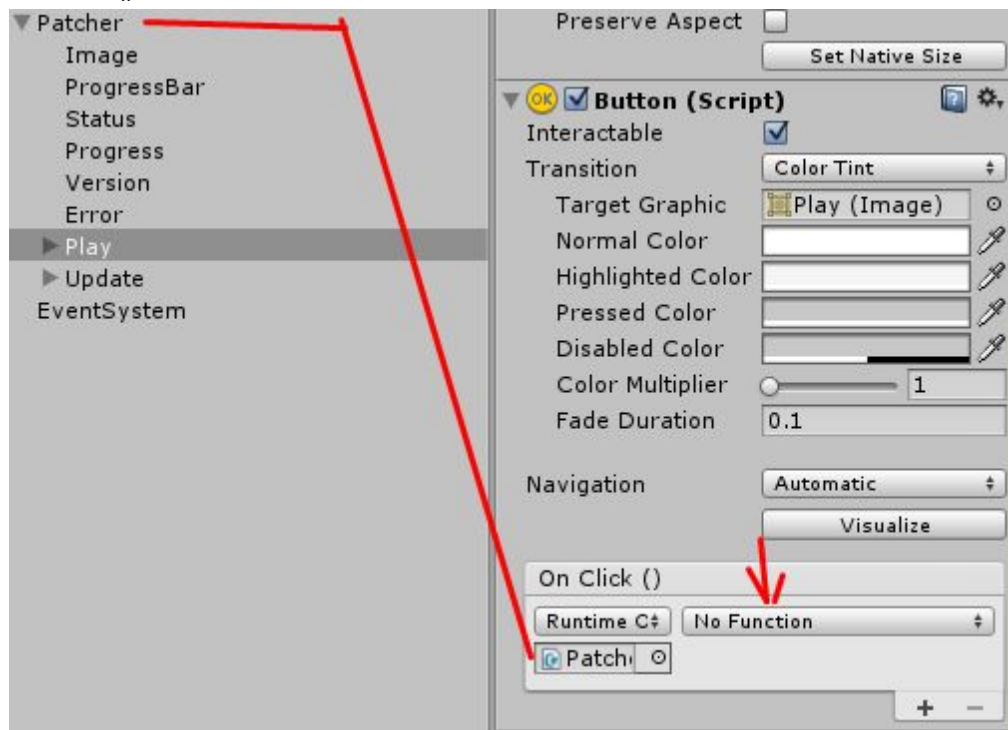 Patcher
Image
ProgressBar
Status
Progress
Version
Error
Play
Update
EventSystem
Preserve Aspect
Set Native Size
OK Button (Script)
Interactable
Transition Color Tint
Target Graphic Play (Image)
Normal Color
Highlighted Color
Pressed Color
Disabled Color
Color Multiplier 1
Fade Duration 0.1
Navigation Automatic
Visualize
On Click ()
Runtime C No Function
Patch
+ −